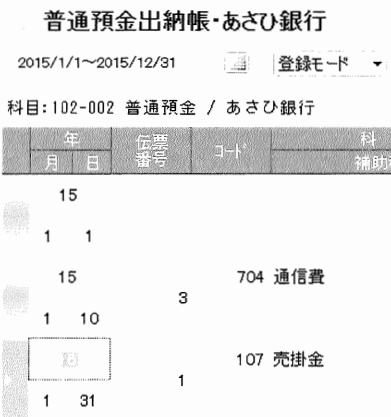 普通預金出納帳・あさひ銀行
2015/1/1～2015/12/31 登録モード
科目:102-002 普通預金 / あさひ銀行
年 伝票番号 コード 科
月 日 補助
15
1 1
15 704 通信費
3
1 10
107 売掛金
1
1 31